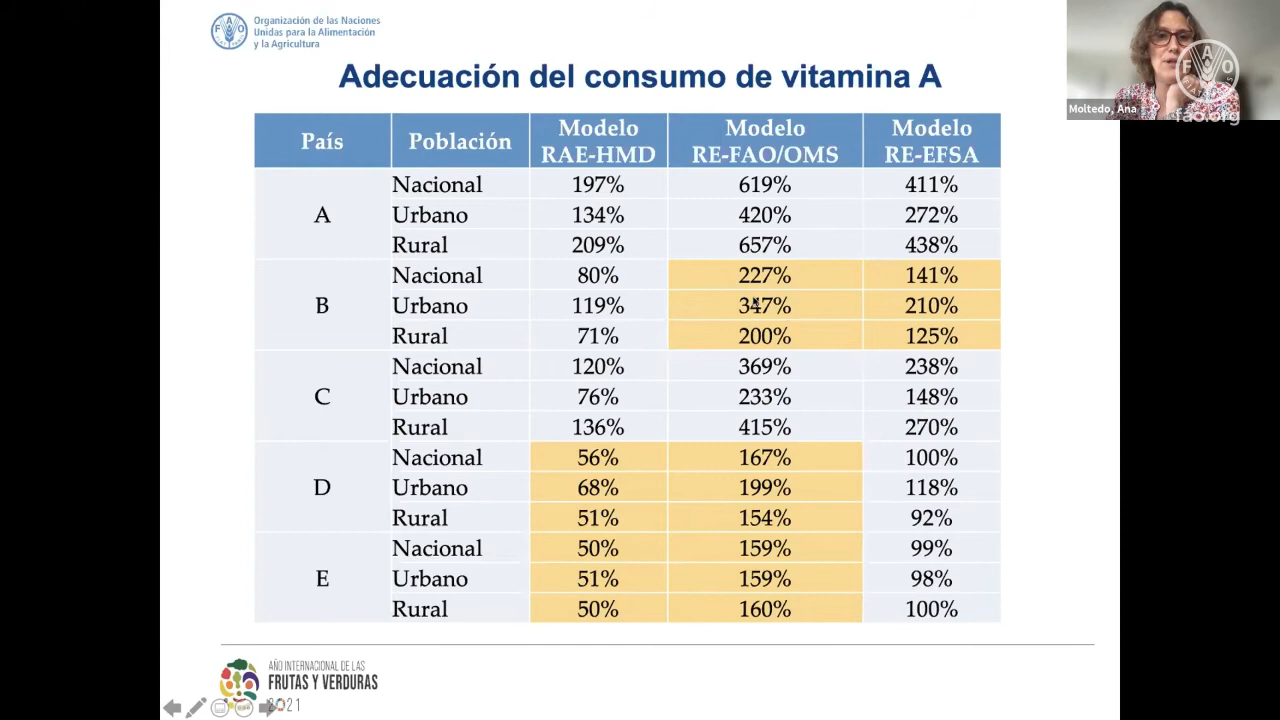 Organización de las Naciones
Unidas para la Alimentación
y la Agricultura
Moltedo, Ana
fao.org
Adecuación del consumo de vitamina A
País Población Modelo RAE-HMD Modelo RE-FAO/OMS Modelo RE-EFSA
A Nacional 197% 619% 411%
Urbano 134% 420% 272%
Rural 209% 657% 438%
B Nacional 80% 227% 141%
Urbano 119% 347% 210%
Rural 71% 200% 125%
C Nacional 120% 369% 238%
Urbano 76% 233% 148%
Rural 136% 415% 270%
D Nacional 56% 167% 100%
Urbano 68% 199% 118%
Rural 51% 154% 92%
E Nacional 50% 159% 99%
Urbano 51% 159% 98%
Rural 50% 160% 100%
AÑO INTERNACIONAL DE LAS
FRUTAS Y VERDURAS
2021